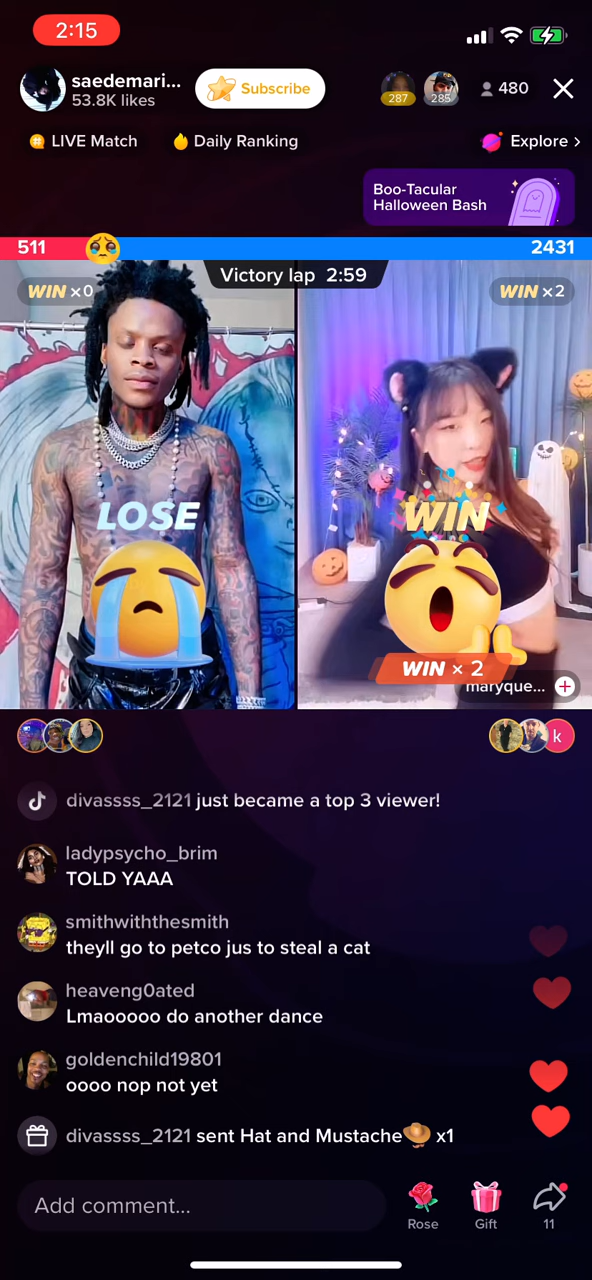 2:15
saedemari...
53.8K likes
Subscribe
287
285
480
LIVE Match
Daily Ranking
Explore >
Boo-Tacular
Halloween Bash
511
2431
Victory lap 2:59
WIN x0
WIN x2
LOSE
WIN
WIN x 2
maryque...
k
divassss_2121 just became a top 3 viewer!
ladypsycho_brim
TOLD YAAA
smithwiththesmith
theyll go to petco jus to steal a cat
heaveng0ated
Lmaooooo do another dance
goldenchild19801
oooo nop not yet
divassss_2121 sent Hat and Mustache x1
Add comment...
Rose
Gift
11